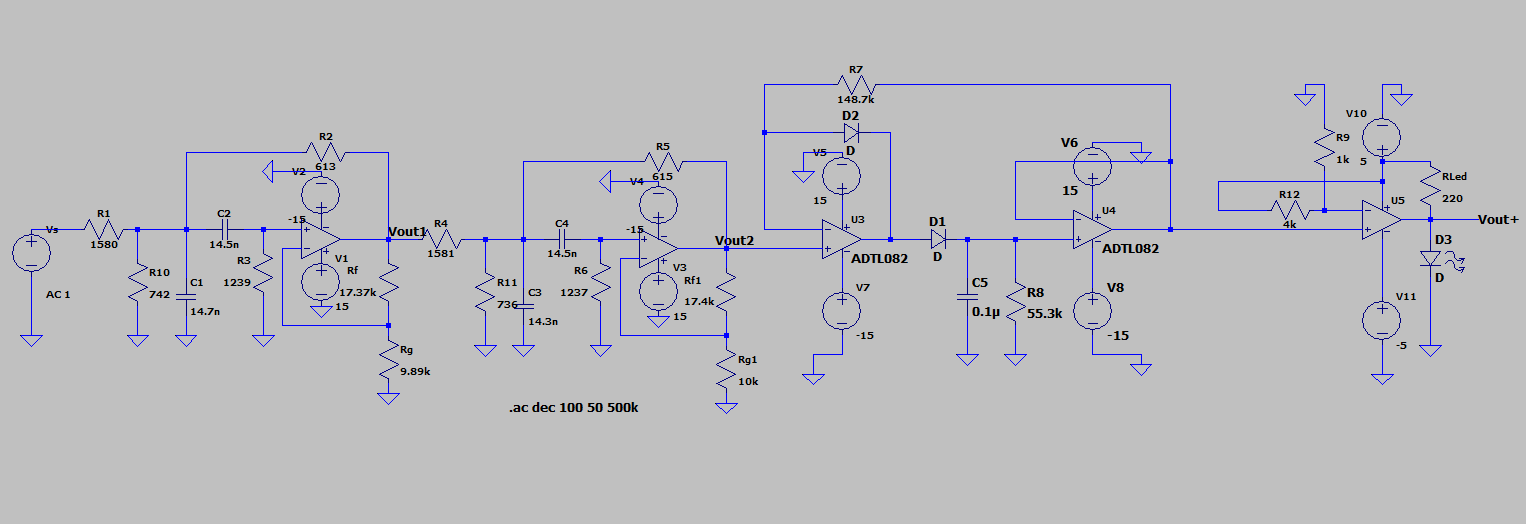 Vs
AC 1
R1
1580
R10
742
C1
14.7n
C2
14.5n
R3
1239
R2
613
V2
-15
V1
15
Rf
17.37k
Rg
9.89k
Vout1
R4
1581
R11
736
C3
14.3n
C4
14.5n
R6
1237
R5
615
V4
-15
V3
15
Rf1
17.4k
Rg1
10k
Vout2
R7
148.7k
D2
D
V5
15
U3
ADTL082
V7
-15
D1
D
C5
0.1µ
R8
55.3k
V6
15
U4
ADTL082
V8
-15
R9
1k
R12
4k
V10
5
U5
RLed
220
Vout+
D3
D
V11
-5
.ac dec 100 50 500k